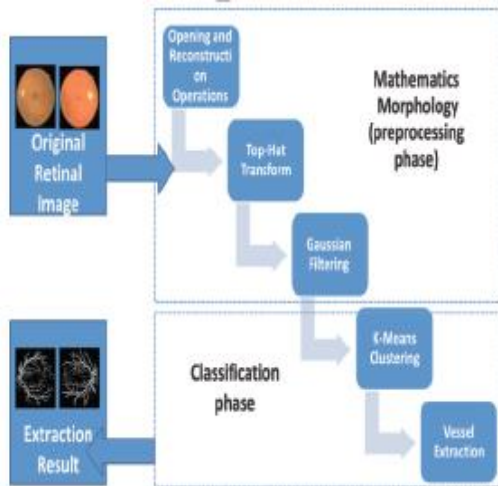 Opening and
Reconstructi
on
Operations
Mathematics
Morphology
(preprocessing
phase)
Original
Retinal
Image
Top-Hat
Transform
Gaussian
Filtering
K-Means
Clustering
Classification
phase
Vessel
Extraction
Extraction
Result